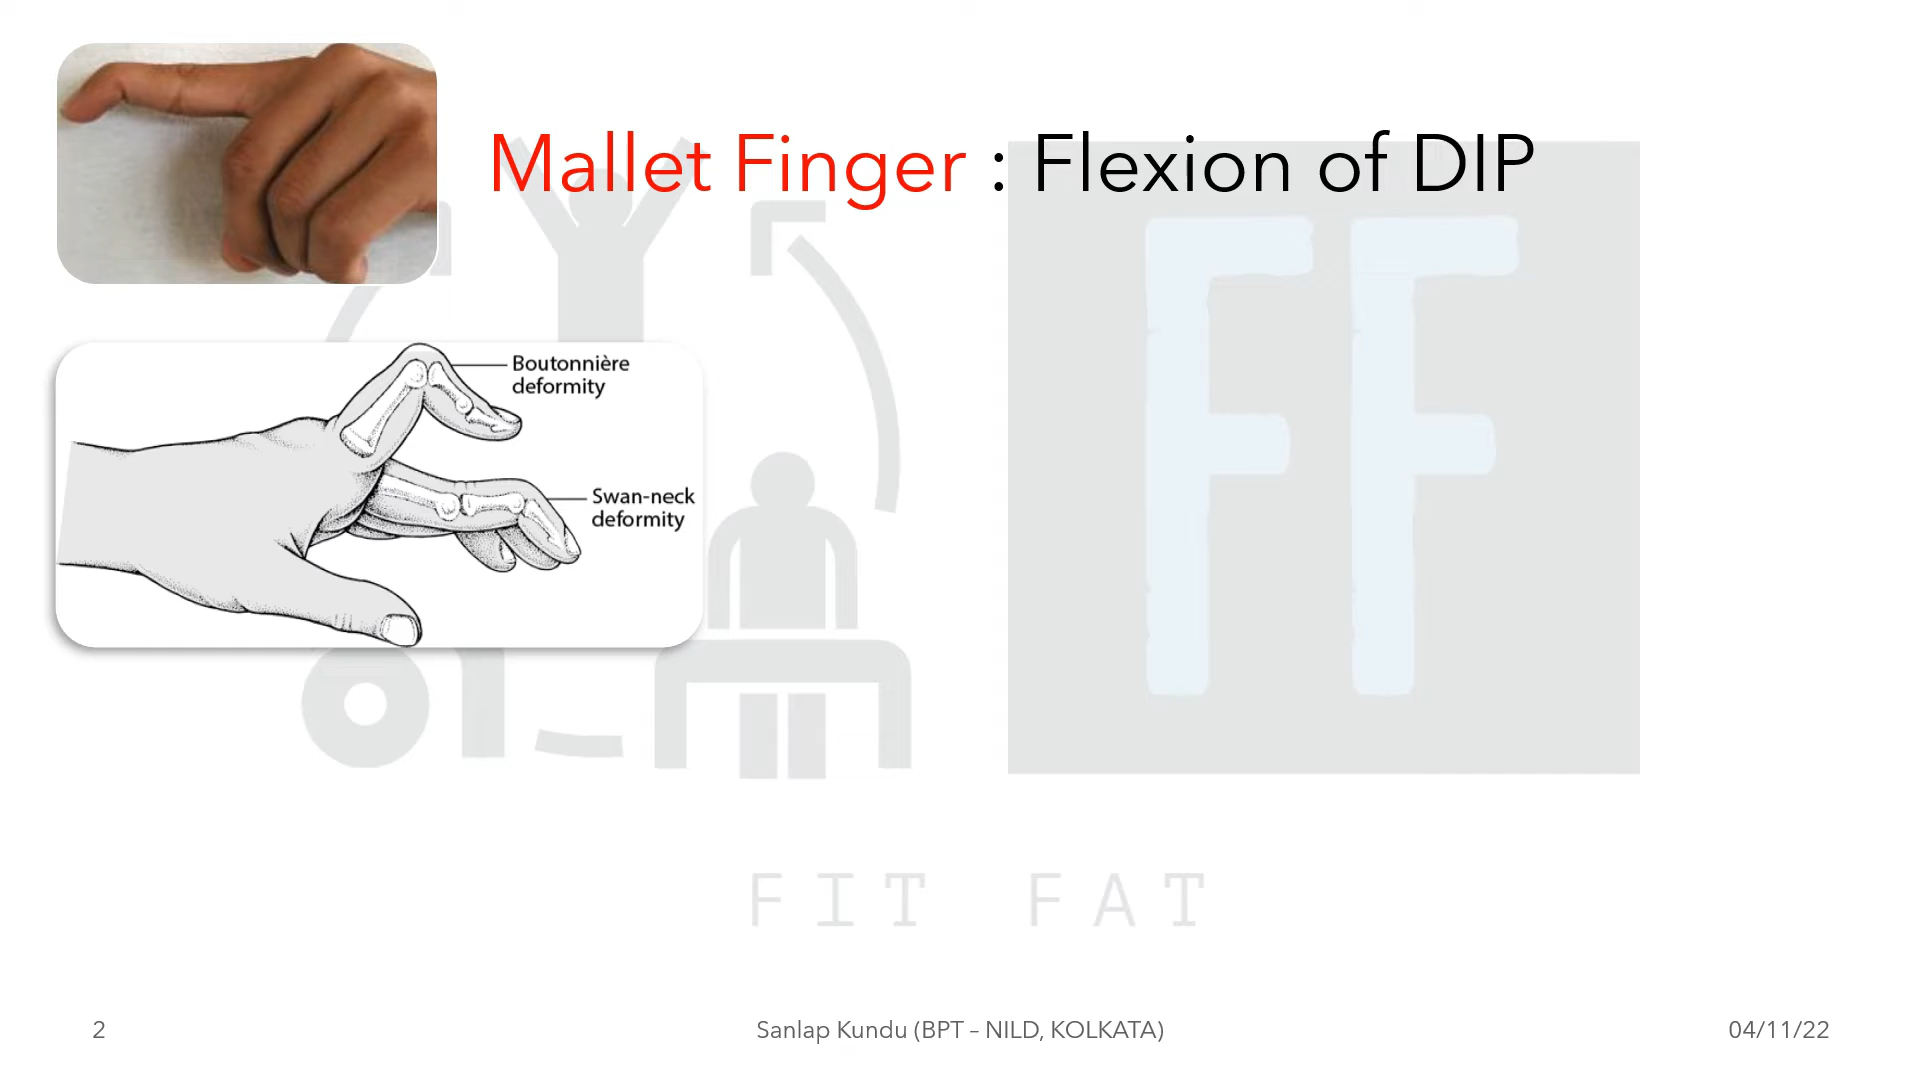 Mallet Finger : Flexion of DIP
Boutonnière
deformity
Swan-neck
deformity
FF
FIT FAT
2
Sanlap Kundu (BPT – NILD, KOLKATA)
04/11/22